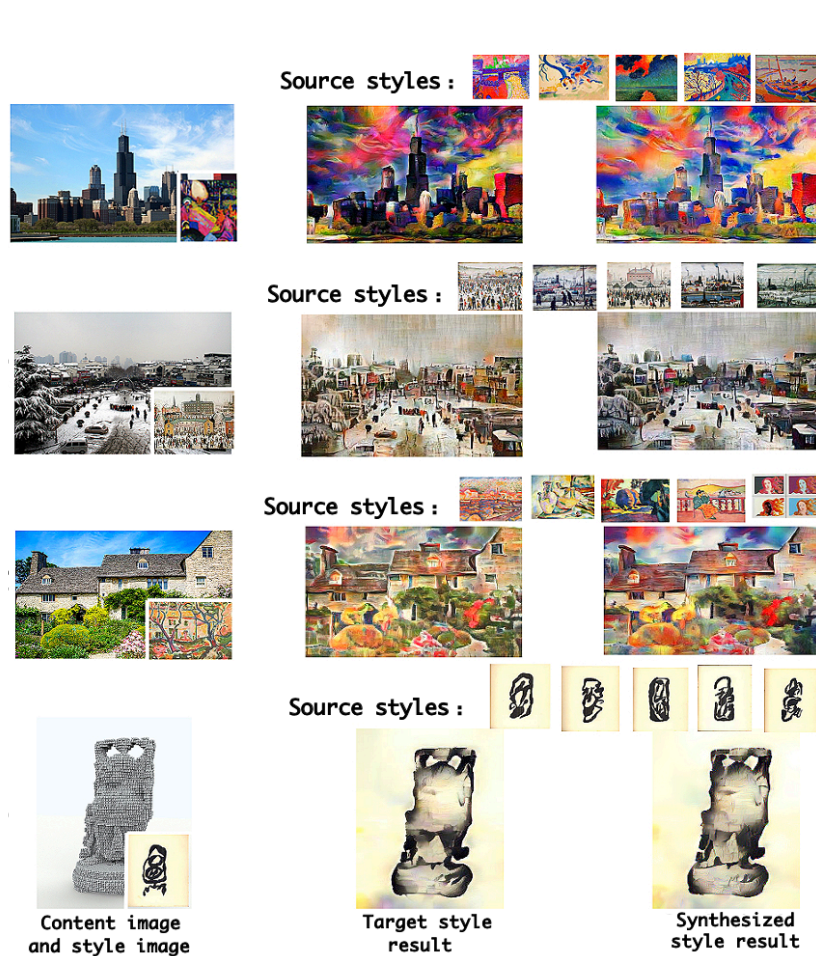 Source styles :
Source styles :
Source styles :
Source styles :
Content image
and style image
Target style
result
Synthesized
style result